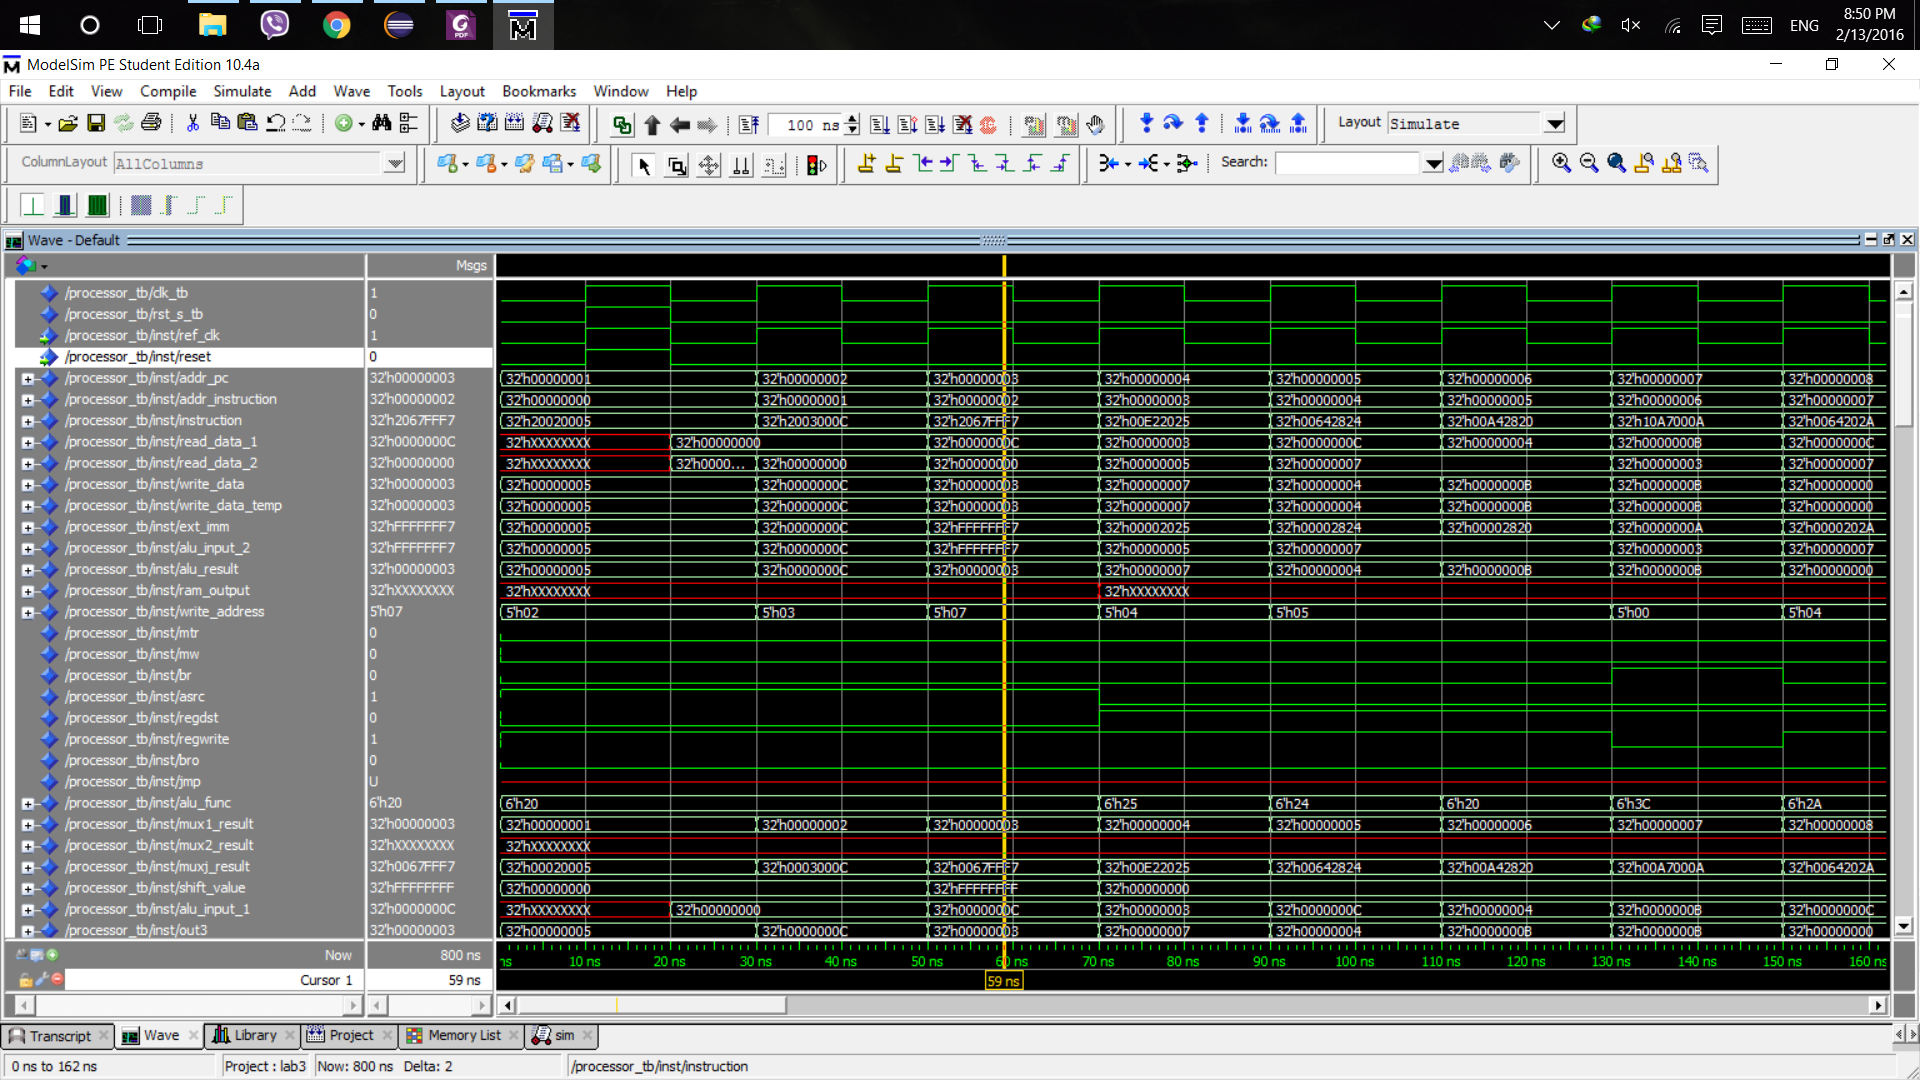 8:50 PM
ENG
2/13/2016
ModelSim PE Student Edition 10.4a
File Edit View Compile Simulate Add Wave Tools Layout Bookmarks Window Help
100 ns
Layout Simulate
ColumnLayout AllColumns
Search:
Wave - Default
Msgs
/processor_tb/clk_tb 1
/processor_tb/rst_s_tb 0
/processor_tb/inst/ref_clk 1
/processor_tb/inst/reset 0
/processor_tb/inst/addr_pc 32'h00000003 32'h00000001 32'h00000002 32'h00000003 32'h00000004 32'h00000005 32'h00000006 32'h00000007 32'h00000008
/processor_tb/inst/addr_instruction 32'h00000002 32'h00000000 32'h00000001 32'h00000002 32'h00000003 32'h00000004 32'h00000005 32'h00000006 32'h00000007
/processor_tb/inst/instruction 32'h2067FFF7 32'h20020005 32'h2003000C 32'h2067FFF7 32'h00E22025 32'h00642824 32'h00A42820 32'h10A7000A 32'h0064202A
/processor_tb/inst/read_data_1 32'h0000000C 32'hXXXXXXXX 32'h00000000 32'h0000000C 32'h00000003 32'h0000000C 32'h00000004 32'h0000000B 32'h0000000C
/processor_tb/inst/read_data_2 32'h00000000 32'hXXXXXXXX 32'h0000... 32'h00000000 32'h00000000 32'h00000005 32'h00000007 32'h00000003 32'h00000007
/processor_tb/inst/write_data 32'h00000003 32'h00000005 32'h0000000C 32'h00000003 32'h00000007 32'h00000004 32'h0000000B 32'h0000000B 32'h00000000
/processor_tb/inst/write_data_temp 32'h00000003 32'h00000005 32'h0000000C 32'h00000003 32'h00000007 32'h00000004 32'h0000000B 32'h0000000B 32'h00000000
/processor_tb/inst/ext_imm 32'hFFFFFFF7 32'h00000005 32'h0000000C 32'hFFFFFFF7 32'h00002025 32'h00002824 32'h00002820 32'h0000000A 32'h0000202A
/processor_tb/inst/alu_input_2 32'hFFFFFFF7 32'h00000005 32'h0000000C 32'hFFFFFFF7 32'h00000005 32'h00000007 32'h00000003 32'h00000007
/processor_tb/inst/alu_result 32'h00000003 32'h00000005 32'h0000000C 32'h00000003 32'h00000007 32'h00000004 32'h0000000B 32'h0000000B 32'h00000000
/processor_tb/inst/ram_output 32'hXXXXXXXX 32'hXXXXXXXX 32'hXXXXXXXX
/processor_tb/inst/write_address 5'h07 5'h02 5'h03 5'h07 5'h04 5'h05 5'h00 5'h04
/processor_tb/inst/mtr 0
/processor_tb/inst/mw 0
/processor_tb/inst/br 0
/processor_tb/inst/asrc 1
/processor_tb/inst/regdst 0
/processor_tb/inst/regwrite 1
/processor_tb/inst/bro 0
/processor_tb/inst/jmp U
/processor_tb/inst/alu_func 6'h20 6'h20 6'h25 6'h24 6'h20 6'h3C 6'h2A
/processor_tb/inst/mux1_result 32'h00000003 32'h00000001 32'h00000002 32'h00000003 32'h00000004 32'h00000005 32'h00000006 32'h00000007 32'h00000008
/processor_tb/inst/mux2_result 32'hXXXXXXXX 32'hXXXXXXXX
/processor_tb/inst/muxj_result 32'h0067FFF7 32'h00020005 32'h0003000C 32'h0067FFF7 32'h00E22025 32'h00642824 32'h00A42820 32'h00A7000A 32'h0064202A
/processor_tb/inst/shift_value 32'hFFFFFFFF 32'h00000000 32'hFFFFFFFF 32'h00000000
/processor_tb/inst/alu_input_1 32'h0000000C 32'hXXXXXXXX 32'h00000000 32'h0000000C 32'h00000003 32'h0000000C 32'h00000004 32'h0000000B 32'h0000000C
/processor_tb/inst/out3 32'h00000003 32'h00000005 32'h0000000C 32'h00000003 32'h00000007 32'h00000004 32'h0000000B 32'h0000000B 32'h00000000
Now 800 ns ns 10 ns 20 ns 30 ns 40 ns 50 ns 60 ns 70 ns 80 ns 90 ns 100 ns 110 ns 120 ns 130 ns 140 ns 150 ns 160 ns
Cursor 1 59 ns 59 ns
Transcript Wave Library Project Memory List sim
0 ns to 162 ns Project : lab3 Now: 800 ns Delta: 2 /processor_tb/inst/instruction